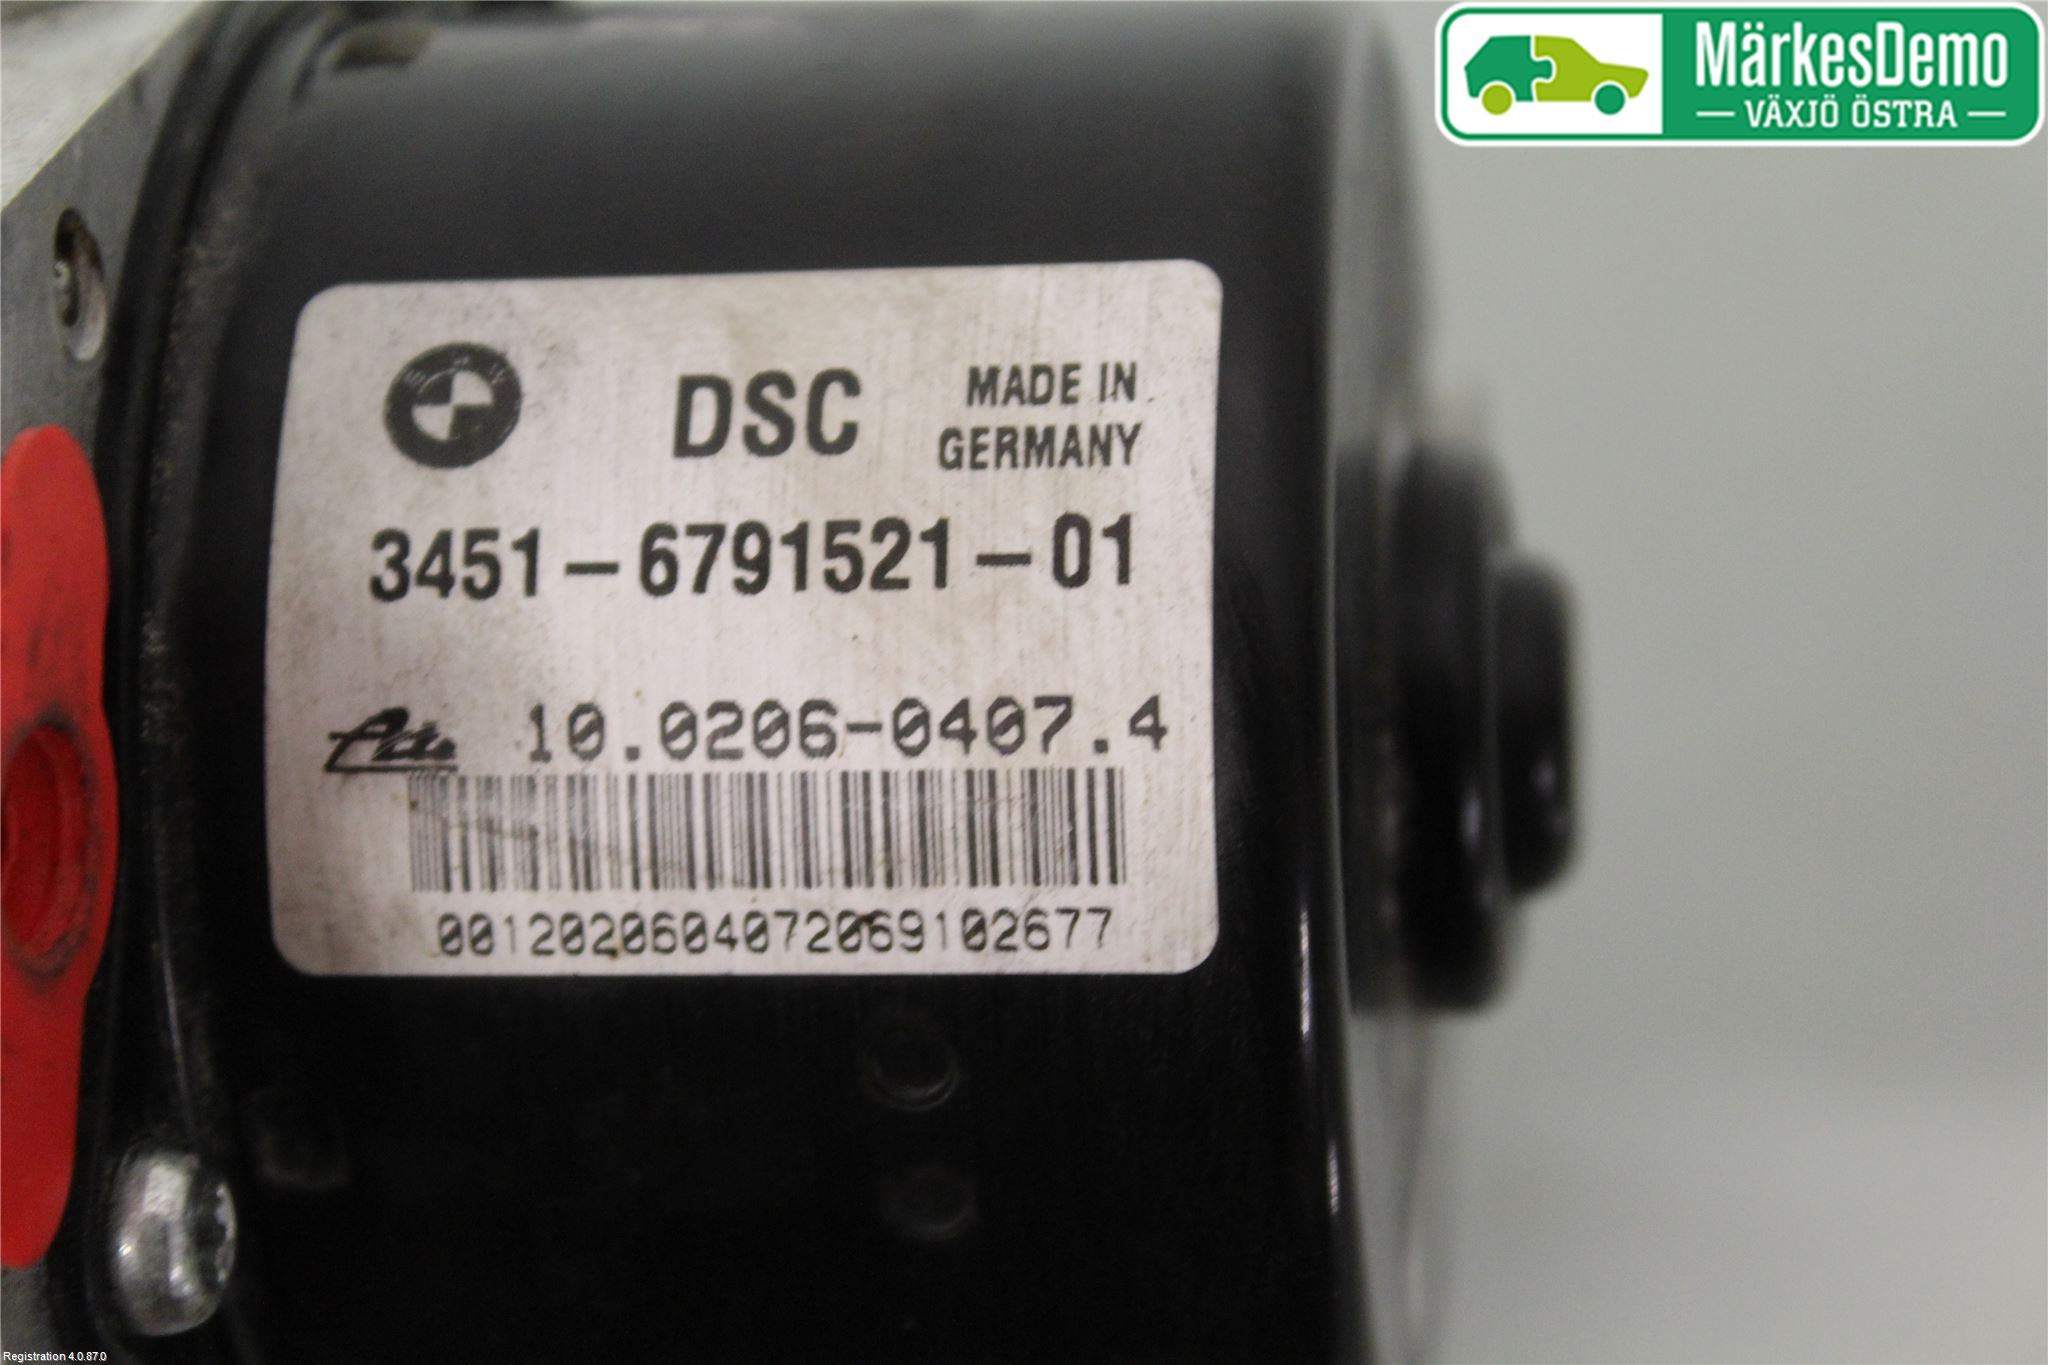 MärkesDemo
— VÄXJÖ ÖSTRA —
DSC
MADE IN
GERMANY
3451-6791521-01
Ate 10.0206-0407.4
0012020604072069102677
Registration 4.0.87.0